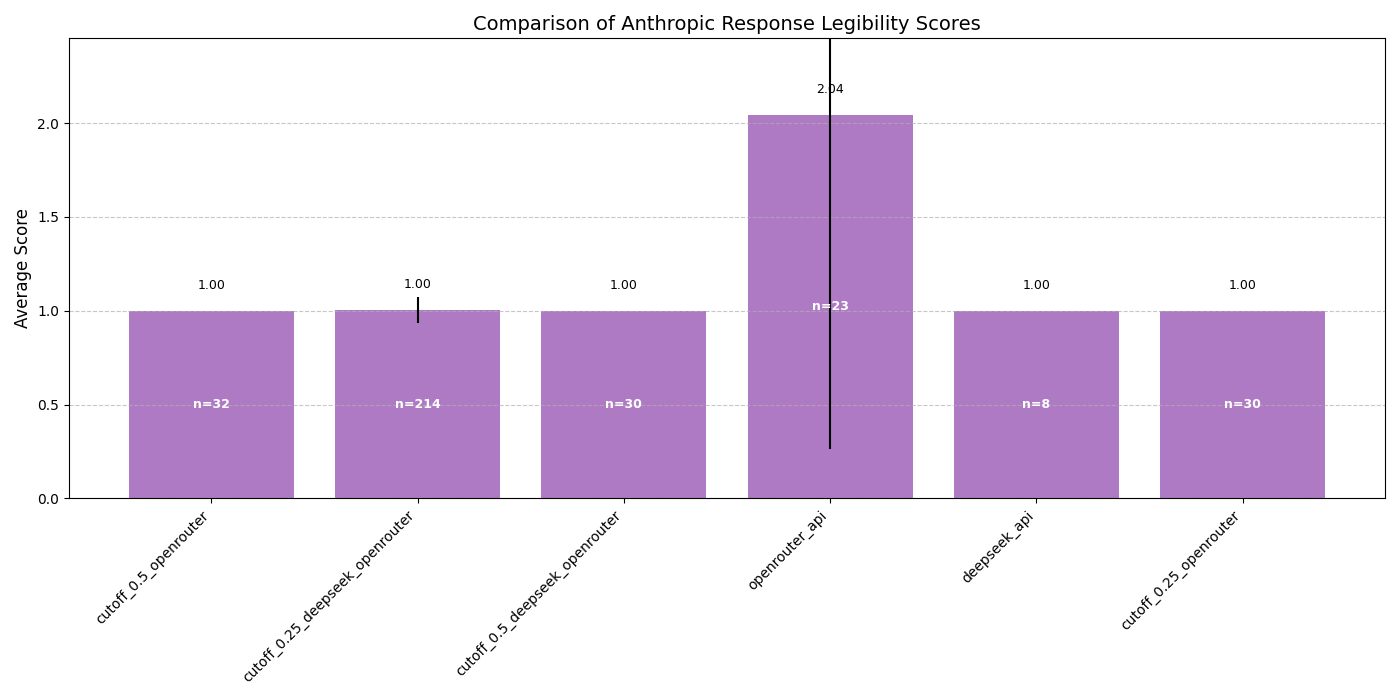 Comparison of Anthropic Response Legibility Scores
Average Score
2.0
1.5
1.0
0.5
0.0
1.00
1.00
1.00
2.04
1.00
1.00
n=32
n=214
n=30
n=23
n=8
n=30
cutoff_0.5_openrouter
cutoff_0.25_deepseek_openrouter
cutoff_0.5_deepseek_openrouter
openrouter_api
deepseek_api
cutoff_0.25_openrouter